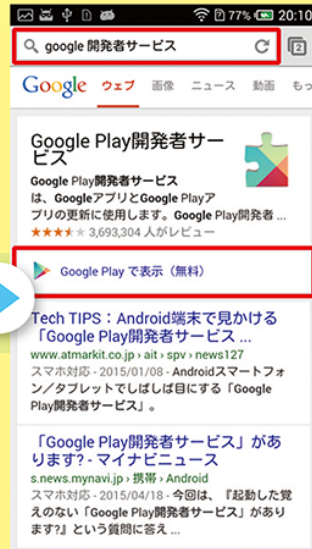 77% 20:10
google 開発者サービス
2
Google ウェブ 画像 ニュース 動画 もっ
Google Play開発者サー
ビス
Google Play開発者サービス
は、GoogleアプリとGoogle Playア
プリの更新に使用します。Google Play開発者 ...
3,693,304 人がレビュー
Google Play で表示（無料）
Tech TIPS：Android端末で見かける
「Google Play開発者サービス ...
www.atmarkit.co.jp › ait › spv › news127
スマホ対応 - 2015/01/08 - Androidスマートフォ
ン／タブレットでしばしば目にする「Google
Play開発者サービス」。
「Google Play開発者サービス」があ
ります? - マイナビニュース
s.news.mynavi.jp › 携帯 › Android
スマホ対応 - 2015/04/18 - 今回は、『起動した覚
えのない「Google Play開発者サービス」があり
ます?』という質問に答え ...